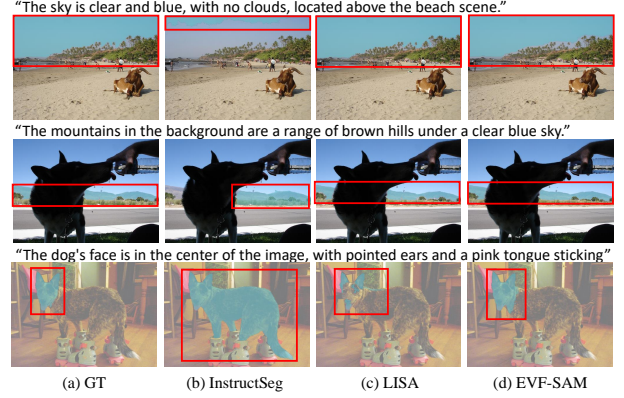 “The sky is clear and blue, with no clouds, located above the beach scene.”
“The mountains in the background are a range of brown hills under a clear blue sky.”
“The dog's face is in the center of the image, with pointed ears and a pink tongue sticking”
(a) GT (b) InstructSeg (c) LISA (d) EVF-SAM